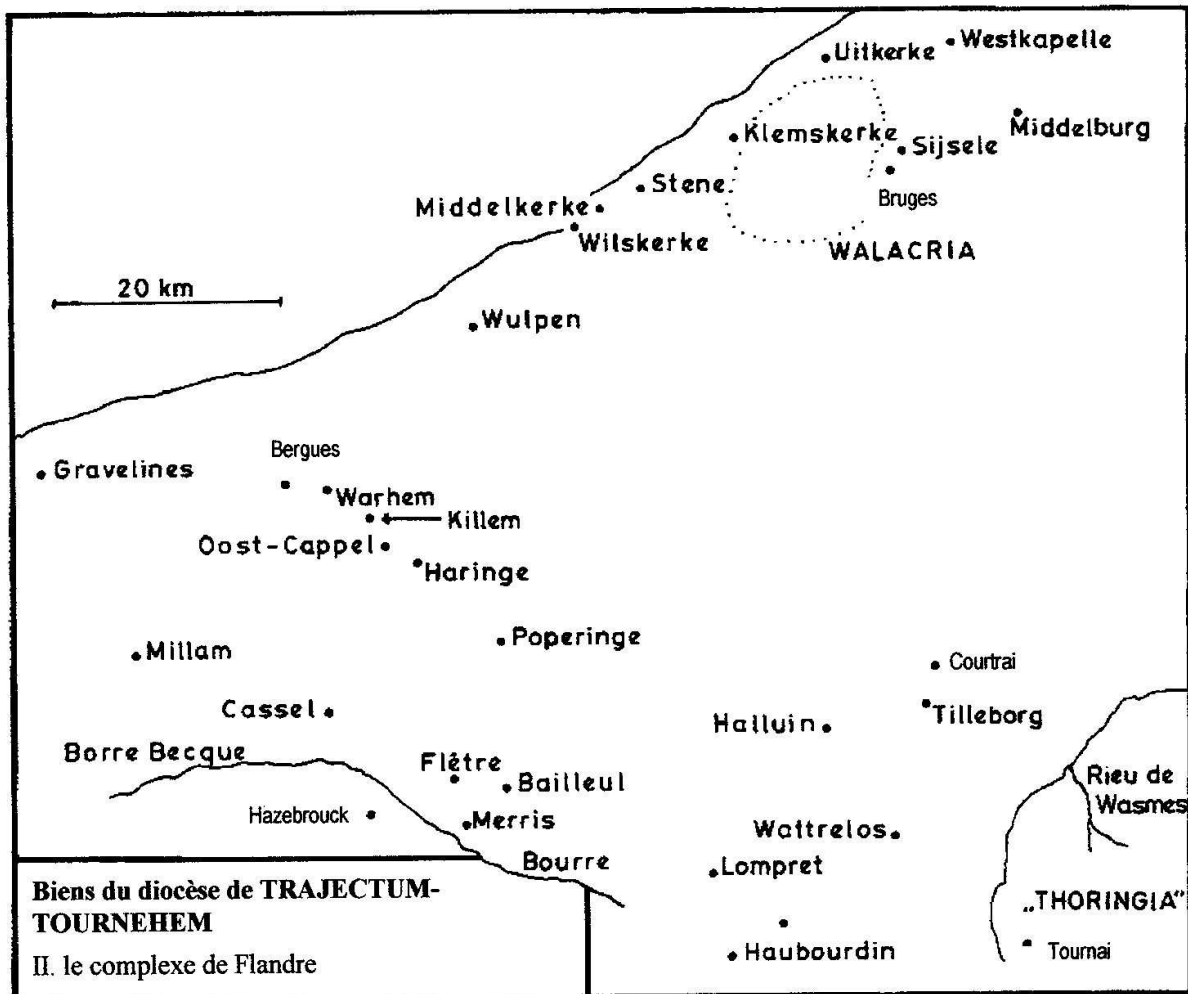 Westkapelle
Uitkerke
Middelburg
Klemskerke
Sijsele
Stene
Bruges
Middelkerke
Wilskerke
WALACRIA
20 km
Wulpen
Bergues
Gravelines
Warhem
Killem
Oost-Cappel
Haringe
Poperinge
Millam
Courtrai
Cassel
Tilleborg
Halluin
Borre Becque
Flêtre
Bailleul
Rieu de
Wasmes
Hazebrouck
Merris
Wattrelos
Bourre
Lompret
„THORINGIA"
Haubourdin
Tournai
Biens du diocèse de TRAJECTUM-
TOURNEHEM
II. le complexe de Flandre